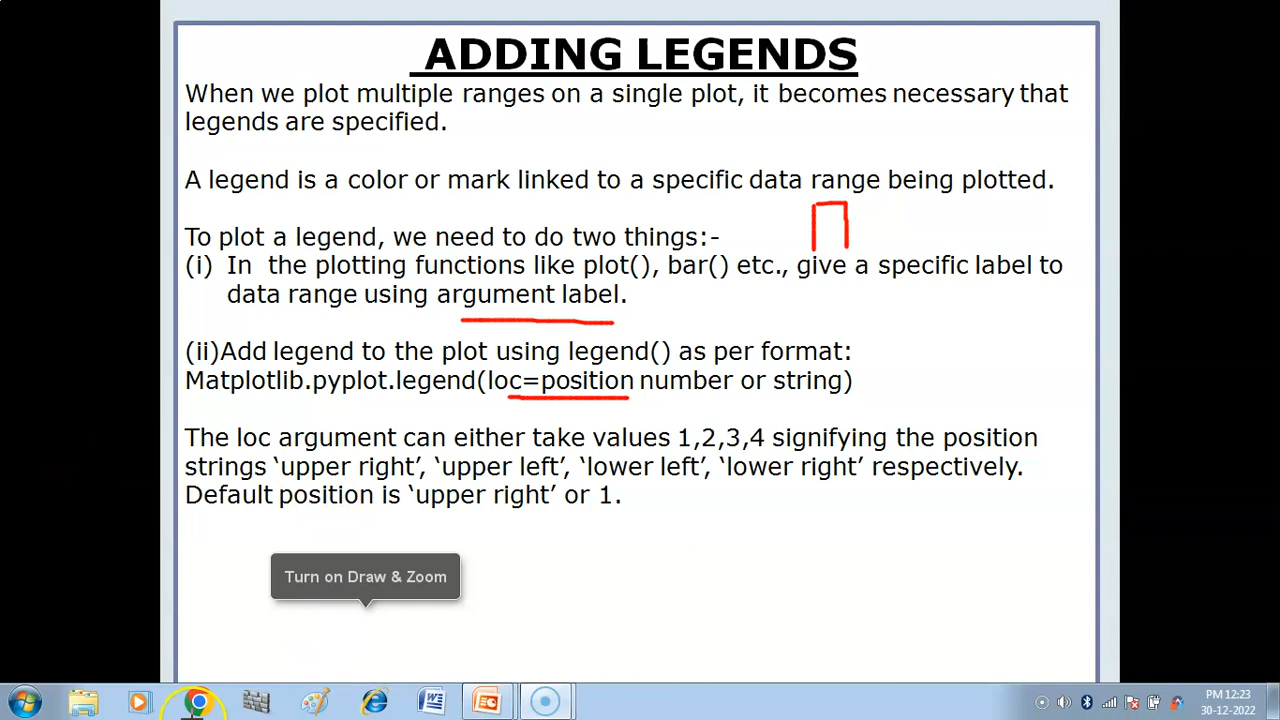 ADDING LEGENDS
When we plot multiple ranges on a single plot, it becomes necessary that
legends are specified.
A legend is a color or mark linked to a specific data range being plotted.
To plot a legend, we need to do two things:-
(i) In the plotting functions like plot(), bar() etc., give a specific label to
data range using argument label.
(ii)Add legend to the plot using legend() as per format:
Matplotlib.pyplot.legend(loc=position number or string)
The loc argument can either take values 1,2,3,4 signifying the position
strings ‘upper right’, ‘upper left’, ‘lower left’, ‘lower right’ respectively.
Default position is ‘upper right’ or 1.
Turn on Draw & Zoom
PM 12:23
30-12-2022